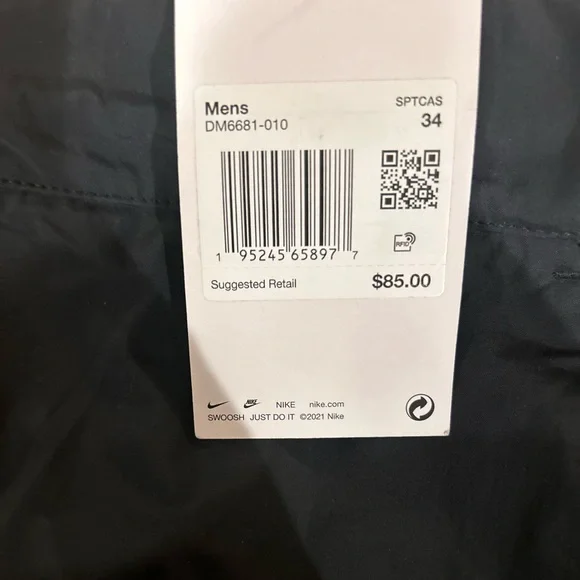 Mens SPTCAS
DM6681-010 34
RFID
1 95245 65897 7
Suggested Retail $85.00
NIKE NIKE nike.com
SWOOSH JUST DO IT ©2021 Nike